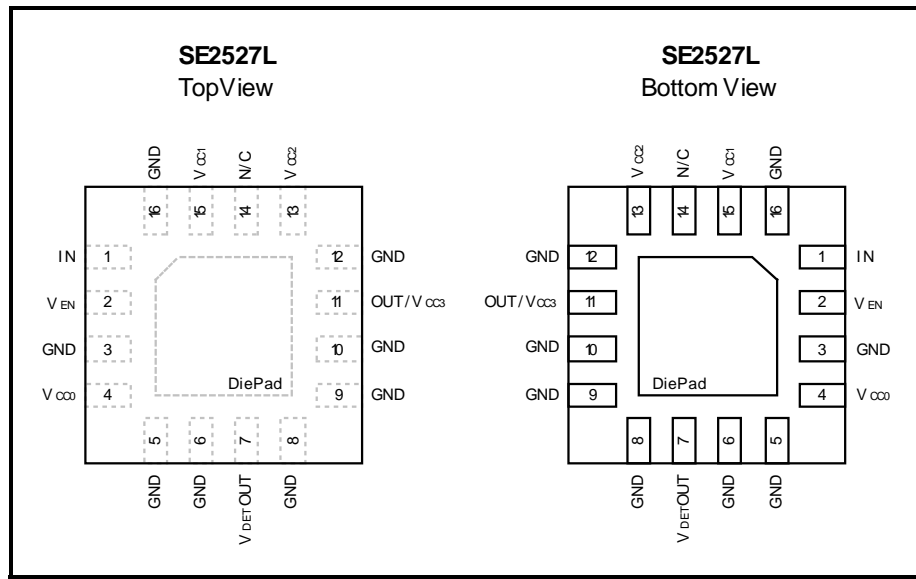 SE2527L
TopView
GND
VCC1
N/C
VCC2
16
15
14
13
IN 1
12 GND
VEN 2
11 OUT/VCC3
GND 3
10 GND
VCC0 4
9 GND
DiePad
5
6
7
8
GND
GND
VDETOUT
GND
SE2527L
Bottom View
VCC2
N/C
VCC1
GND
13
14
15
16
GND 12
1 IN
OUT/VCC3 11
2 VEN
GND 10
3 GND
GND 9
4 VCC0
DiePad
8
7
6
5
GND
VDETOUT
GND
GND